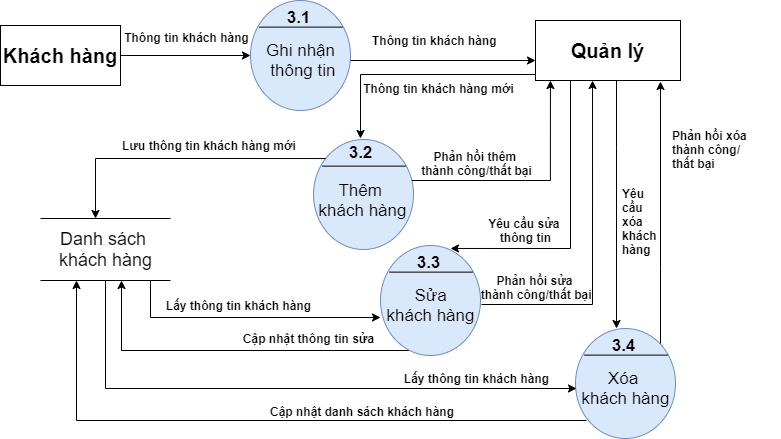 3.1
Ghi nhận
thông tin
Khách hàng
Thông tin khách hàng
Thông tin khách hàng
Quản lý
Thông tin khách hàng mới
Lưu thông tin khách hàng mới
3.2
Thêm
khách hàng
Phản hồi thêm
thành công/thất bại
Phản hồi xóa
thành công/
thất bại
Yêu
cầu
xóa
khách
hàng
Yêu cầu sửa
thông tin
Danh sách
khách hàng
3.3
Sửa
khách hàng
Phản hồi sửa
thành công/thất bại
Lấy thông tin khách hàng
Cập nhật thông tin sửa
3.4
Xóa
khách hàng
Lấy thông tin khách hàng
Cập nhật danh sách khách hàng